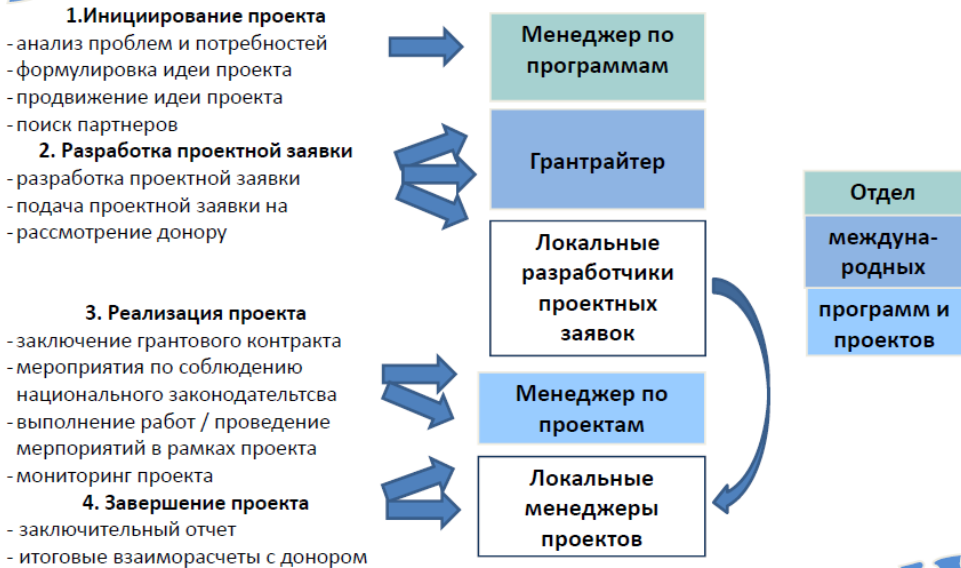 1.Инициирование проекта
- анализ проблем и потребностей
- формулировка идеи проекта
- продвижение идеи проекта
- поиск партнеров
2. Разработка проектной заявки
- разработка проектной заявки
- подача проектной заявки на
- рассмотрение донору
3. Реализация проекта
- заключение грантового контракта
- мероприятия по соблюдению
национального законодательтсва
- выполнение работ / проведение
мерпориятий в рамках проекта
- мониторинг проекта
4. Завершение проекта
- заключительный отчет
- итоговые взаиморасчеты с донором
Менеджер по
программам
Грантрайтер
Локальные
разработчики
проектных
заявок
Менеджер по
проектам
Локальные
менеджеры
проектов
Отдел
междуна-
родных
программ и
проектов